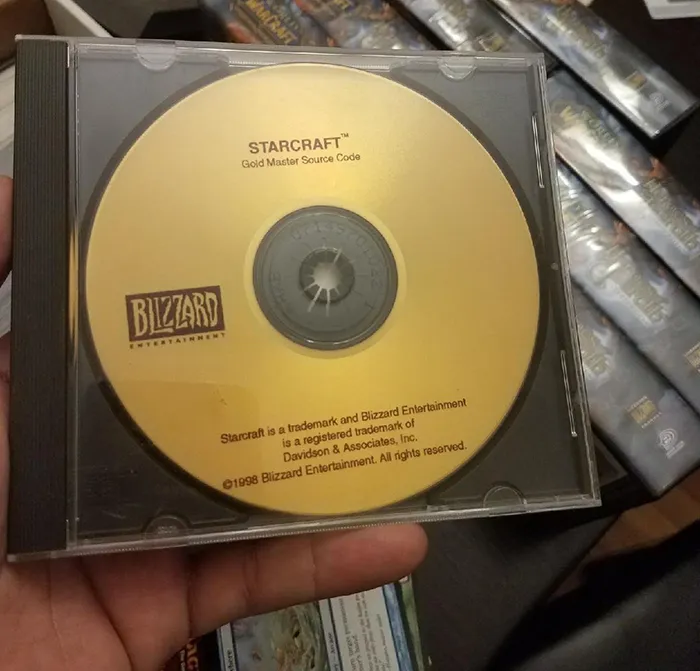 STARCRAFT™
Gold Master Source Code
BLIZZARD
ENTERTAINMENT
Starcraft is a trademark and Blizzard Entertainment
is a registered trademark of
Davidson & Associates, Inc.
©1998 Blizzard Entertainment. All rights reserved.
WARCRAFT